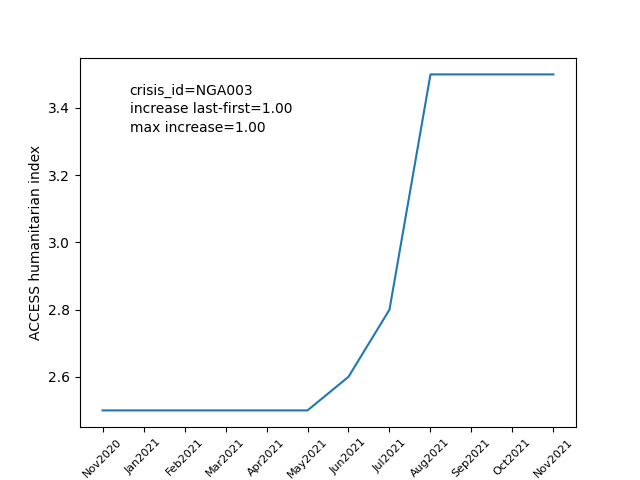 crisis_id=NGA003
increase last-first=1.00
max increase=1.00
ACCESS humanitarian index
3.4
3.2
3.0
2.8
2.6
Nov2020
Jan2021
Feb2021
Mar2021
Apr2021
May2021
Jun2021
Jul2021
Aug2021
Sep2021
Oct2021
Nov2021